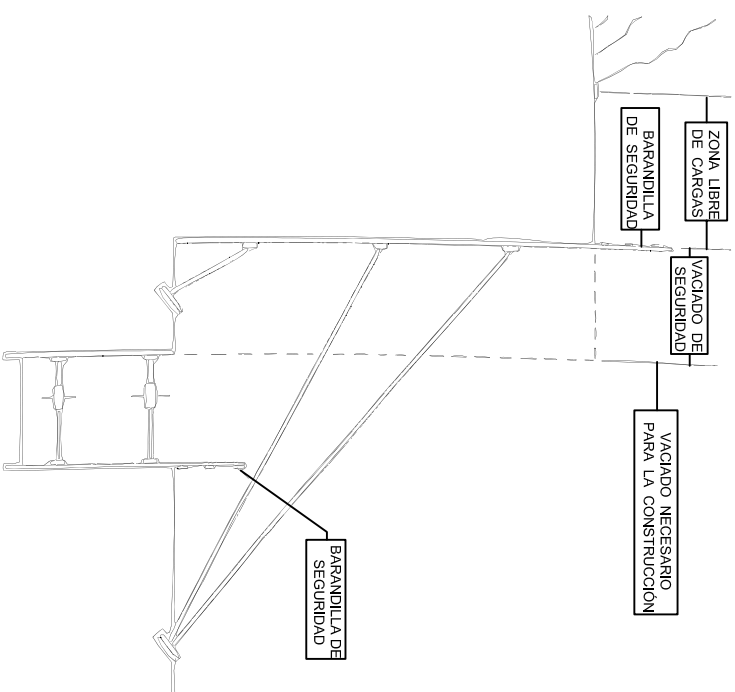 ZONA LIBRE
DE CARGAS
BARANDILLA
DE SEGURIDAD
VACIADO DE
SEGURIDAD
VACIADO NECESARIO
PARA LA CONSTRUCCIÓN
BARANDILLA DE
SEGURIDAD